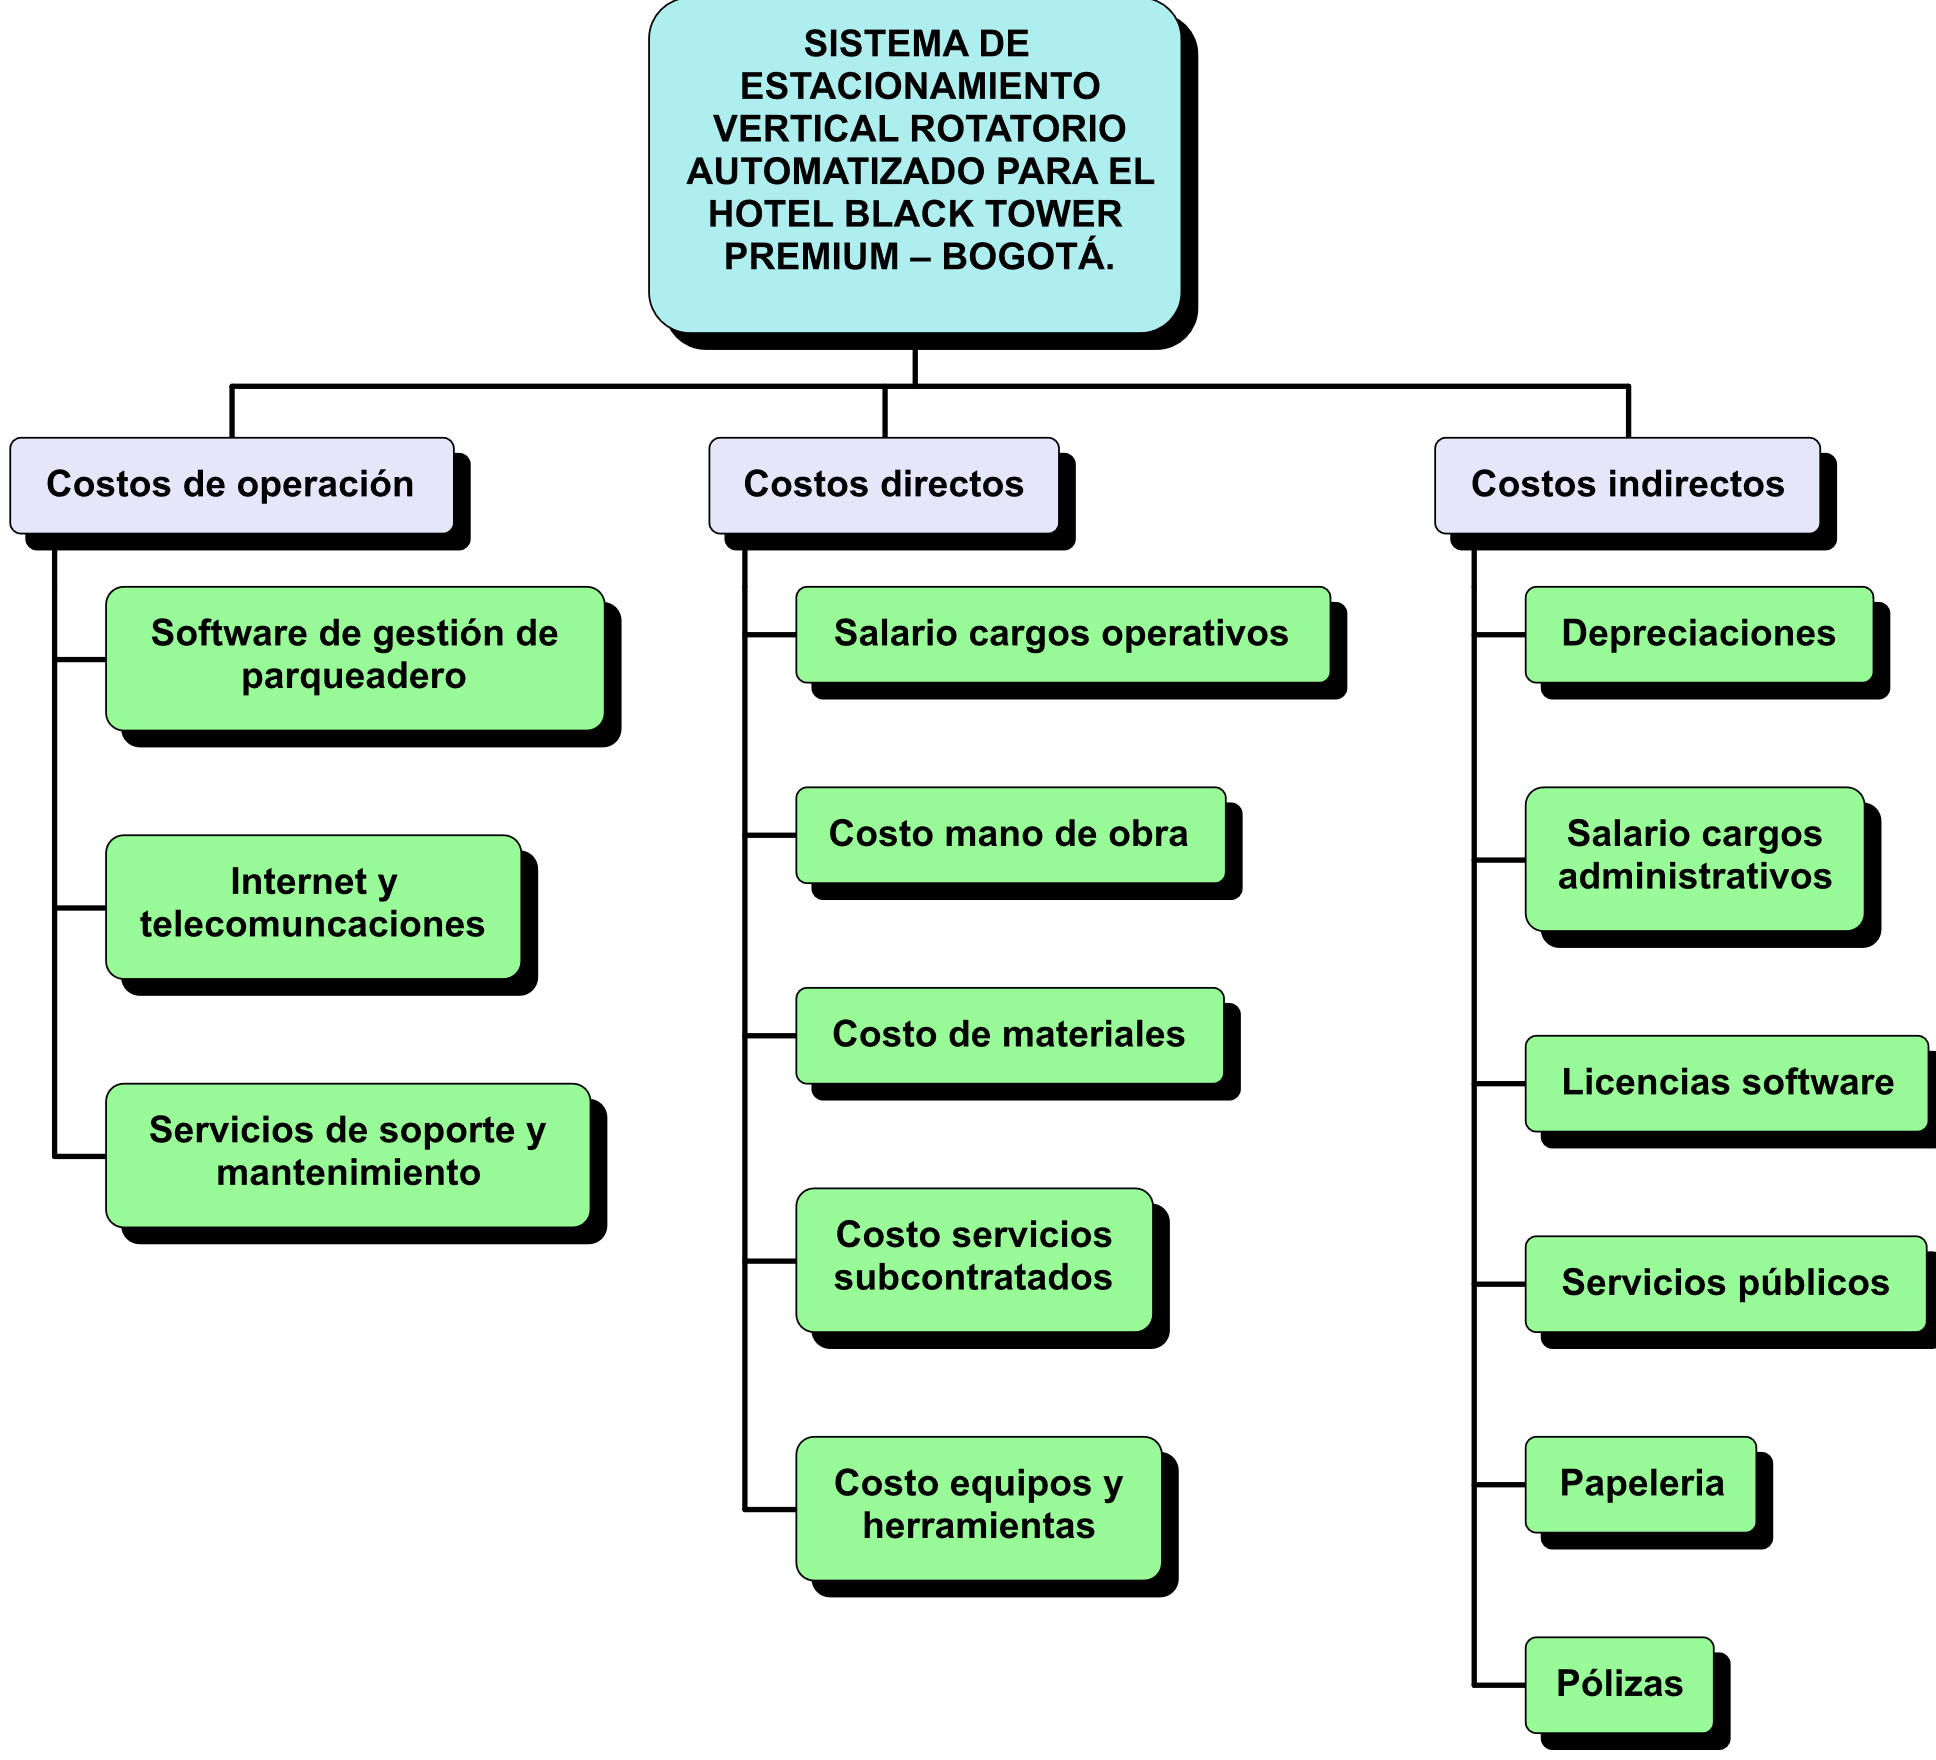 SISTEMA DE
ESTACIONAMIENTO
VERTICAL ROTATORIO
AUTOMATIZADO PARA EL
HOTEL BLACK TOWER
PREMIUM – BOGOTÁ.
Costos de operación
Software de gestión de
parqueadero
Internet y
telecomuncaciones
Servicios de soporte y
mantenimiento
Costos directos
Salario cargos operativos
Costo mano de obra
Costo de materiales
Costo servicios
subcontratados
Costo equipos y
herramientas
Costos indirectos
Depreciaciones
Salario cargos
administrativos
Licencias software
Servicios públicos
Papeleria
Pólizas